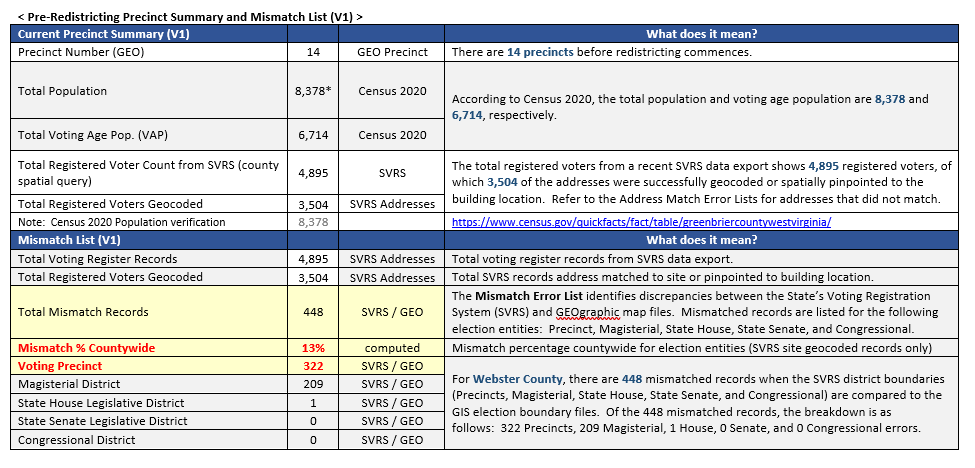 < Pre-Redistricting Precinct Summary and Mismatch List (V1) >
Current Precinct Summary (V1) What does it mean?
Precinct Number (GEO) 14 GEO Precinct There are 14 precincts before redistricting commences.
Total Population 8,378* Census 2020
According to Census 2020, the total population and voting age population are 8,378 and
6,714, respectively.
Total Voting Age Pop. (VAP) 6,714 Census 2020
Total Registered Voter Count from SVRS (county
spatial query) 4,895 SVRS
The total registered voters from a recent SVRS data export shows 4,895 registered voters, of
which 3,504 of the addresses were successfully geocoded or spatially pinpointed to the
building location. Refer to the Address Match Error Lists for addresses that did not match.
Total Registered Voters Geocoded 3,504 SVRS Addresses
Note: Census 2020 Population verification 8,378 https://www.census.gov/quickfacts/fact/table/greenbriercountywestvirginia/
Mismatch List (V1) What does it mean?
Total Voting Register Records 4,895 SVRS Addresses Total voting register records from SVRS data export.
Total Registered Voters Geocoded 3,504 SVRS Addresses Total SVRS records address matched to site or pinpointed to building location.
Total Mismatch Records 448 SVRS / GEO
The Mismatch Error List identifies discrepancies between the State's Voting Registration
System (SVRS) and GEOgraphic map files. Mismatched records are listed for the following
election entities: Precinct, Magisterial, State House, State Senate, and Congressional.
Mismatch % Countywide 13% computed Mismatch percentage countywide for election entities (SVRS site geocoded records only)
Voting Precinct 322 SVRS / GEO
Magisterial District 209 SVRS / GEO
State House Legislative District 1 SVRS / GEO
State Senate Legislative District 0 SVRS / GEO
Congressional District 0 SVRS / GEO
For Webster County, there are 448 mismatched records when the SVRS district boundaries
(Precincts, Magisterial, State House, State Senate, and Congressional) are compared to the
GIS election boundary files. Of the 448 mismatched records, the breakdown is as
follows: 322 Precincts, 209 Magisterial, 1 House, 0 Senate, and 0 Congressional errors.